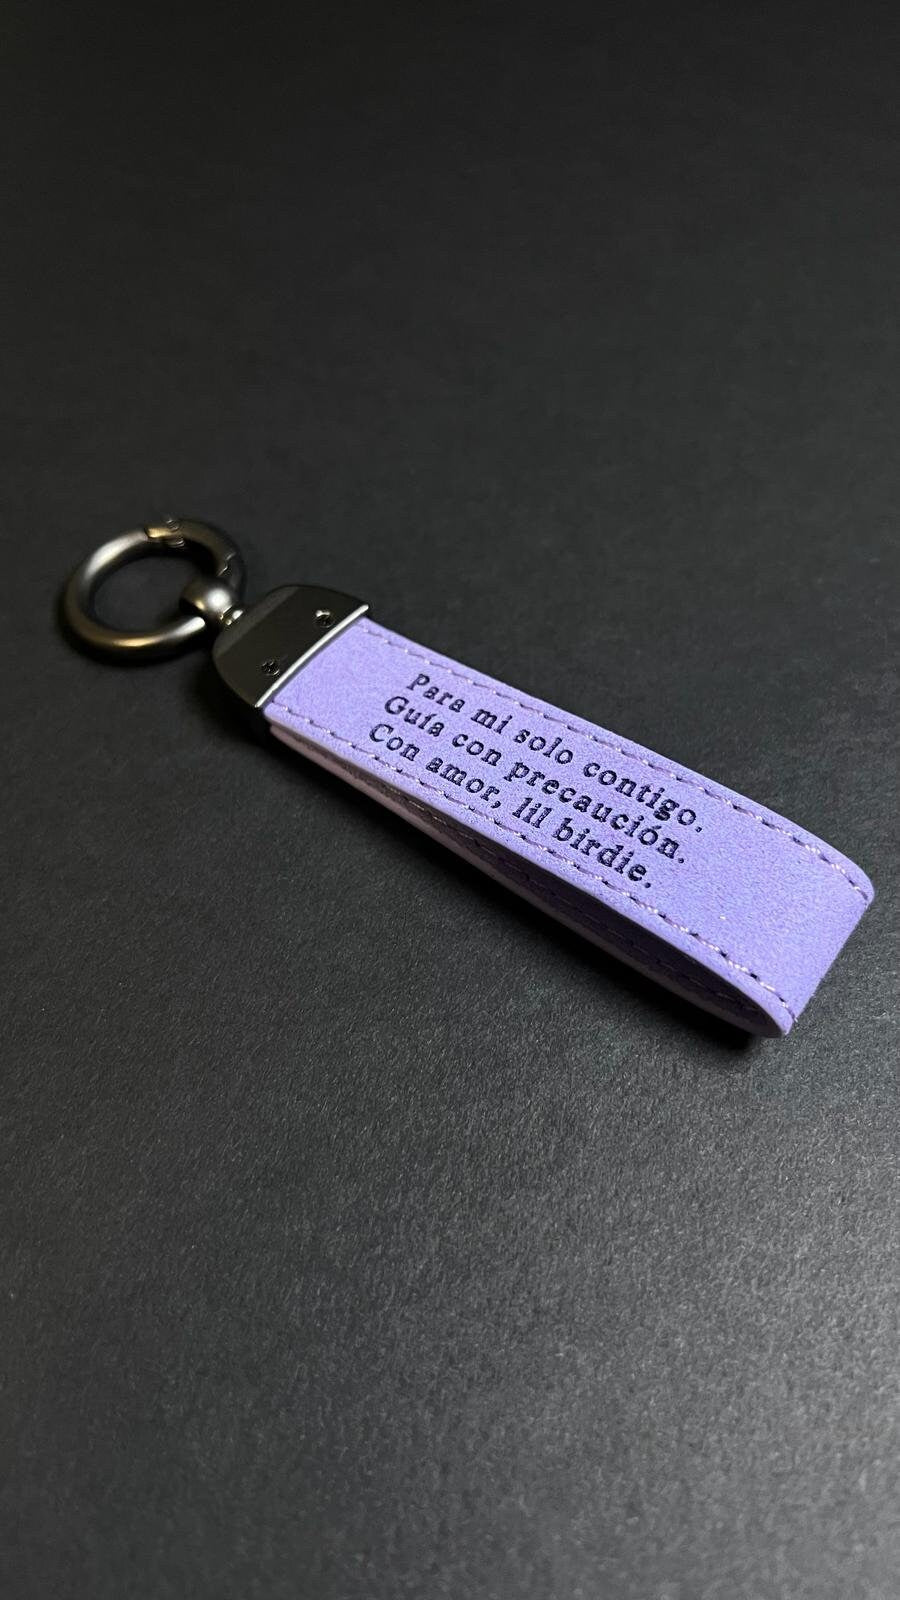 Para mi solo contigo.
Guía con precaución.
Con amor, lil birdie.